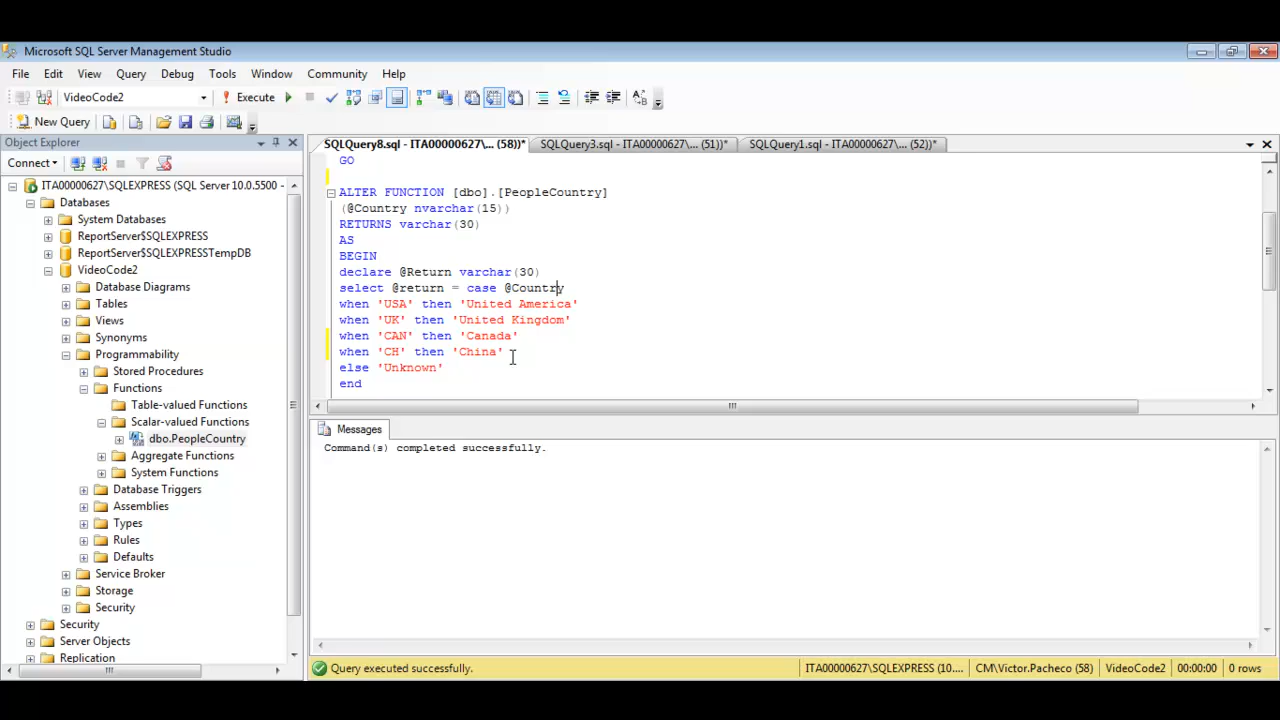 Microsoft SQL Server Management Studio
File Edit View Query Debug Tools Window Community Help
VideoCode2 Execute
New Query
Object Explorer
SQLQuery8.sql - ITA00000627\... (58))* SQLQuery3.sql - ITA00000627\... (51))* SQLQuery1.sql - ITA00000627\... (52))*
Connect
ITA00000627\SQLEXPRESS (SQL Server 10.0.5500 -
Databases
System Databases
ReportServer$SQLEXPRESS
ReportServer$SQLEXPRESSTempDB
VideoCode2
Database Diagrams
Tables
Views
Synonyms
Programmability
Stored Procedures
Functions
Table-valued Functions
Scalar-valued Functions
dbo.PeopleCountry
Aggregate Functions
System Functions
Database Triggers
Assemblies
Types
Rules
Defaults
Service Broker
Storage
Security
Security
Server Objects
Replication
GO
ALTER FUNCTION [dbo].[PeopleCountry]
(@Country nvarchar(15))
RETURNS varchar(30)
AS
BEGIN
declare @Return varchar(30)
select @return = case @Country
when 'USA' then 'United America'
when 'UK' then 'United Kingdom'
when 'CAN' then 'Canada'
when 'CH' then 'China'
else 'Unknown'
end
Messages
Command(s) completed successfully.
Query executed successfully. ITA00000627\SQLEXPRESS (10.... CM\Victor.Pacheco (58) VideoCode2 00:00:00 0 rows